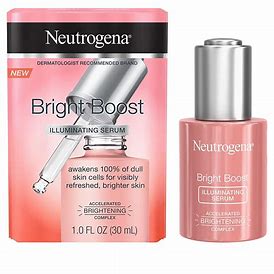 Neutrogena®
DERMATOLOGIST RECOMMENDED BRAND
NEW
Bright Boost
ILLUMINATING SERUM
awakens 100% of dull
skin cells for visibly
refreshed, brighter skin
ACCELERATED
BRIGHTENING
COMPLEX
1.0 FL OZ (30 mL)
Neutrogena®
Bright Boost
ILLUMINATING
SERUM
ACCELERATED
BRIGHTENING
COMPLEX